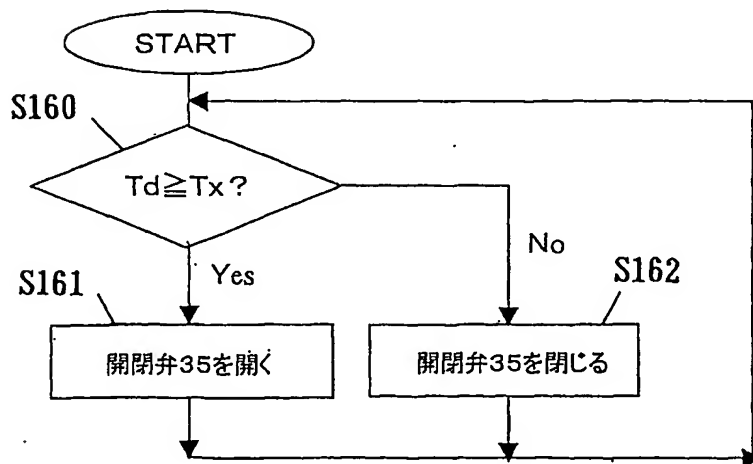 START
S160
Td≧Tx?
Yes
No
S161
S162
開閉弁35を開く
開閉弁35を閉じる